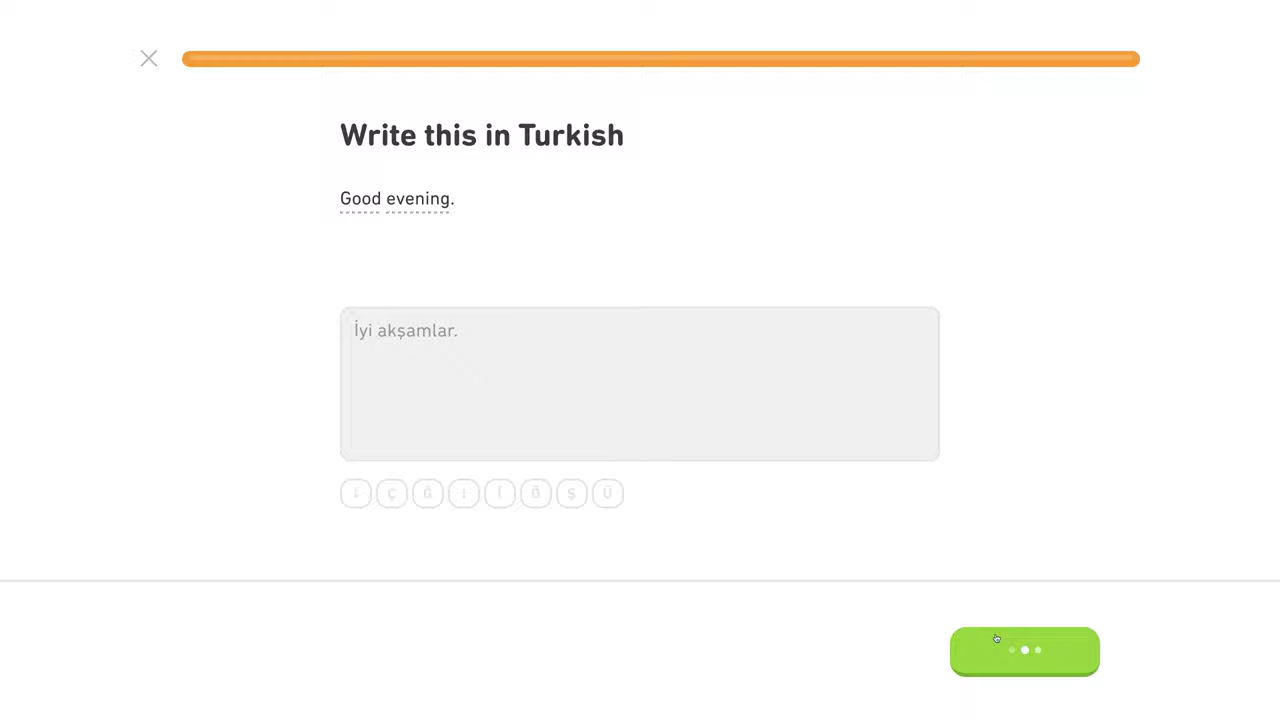 Write this in Turkish
Good evening.
İyi akşamlar.
Ç Ğ I İ Ö Ş Ü